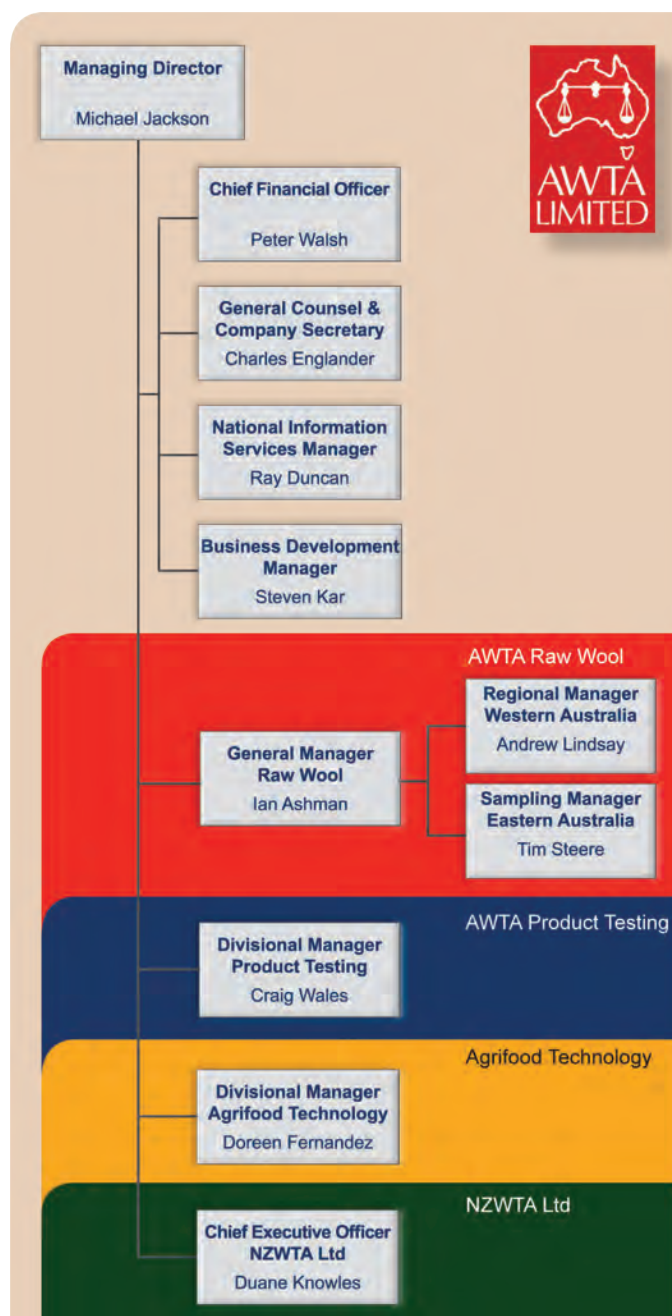 Managing Director
Michael Jackson
AWTA
LIMITED
Chief Financial Officer
Peter Walsh
General Counsel &
Company Secretary
Charles Englander
National Information
Services Manager
Ray Duncan
Business Development
Manager
Steven Kar
AWTA Raw Wool
General Manager
Raw Wool
Ian Ashman
Regional Manager
Western Australia
Andrew Lindsay
Sampling Manager
Eastern Australia
Tim Steere
AWTA Product Testing
Divisional Manager
Product Testing
Craig Wales
Agrifood Technology
Divisional Manager
Agrifood Technology
Doreen Fernandez
NZWTA Ltd
Chief Executive Officer
NZWTA Ltd
Duane Knowles